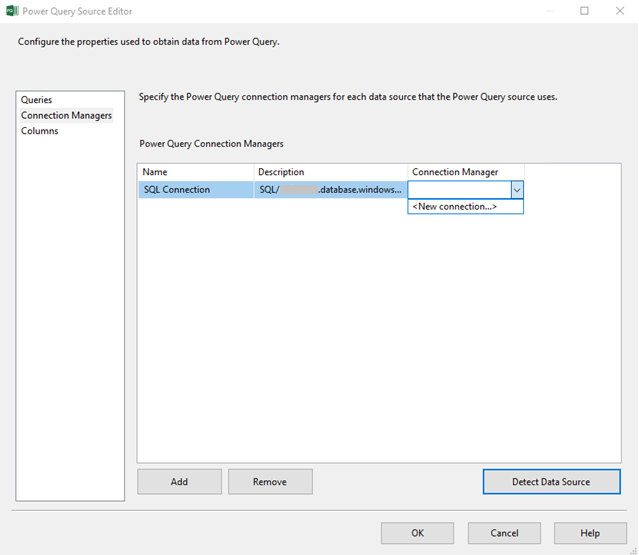 Power Query Source Editor
Configure the properties used to obtain data from Power Query.
Queries
Connection Managers
Columns
Specify the Power Query connection managers for each data source that the Power Query source uses.
Power Query Connection Managers
Name Description Connection Manager
SQL Connection SQL/ .database.windows...
<New connection...>
Add Remove Detect Data Source
OK Cancel Help